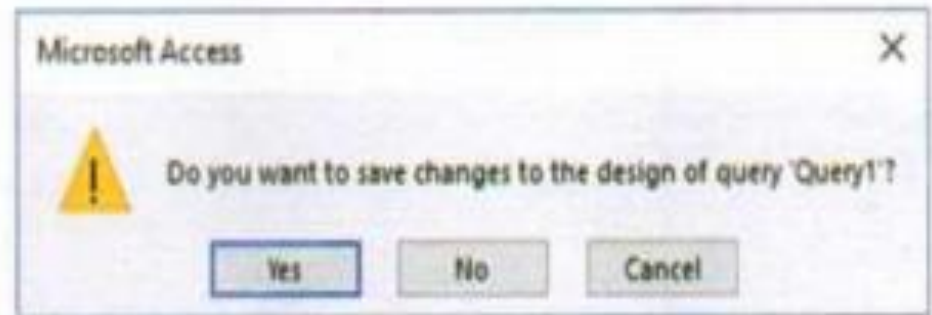 Microsoft Access
Do you want to save changes to the design of query 'Query1'?
Yes No Cancel